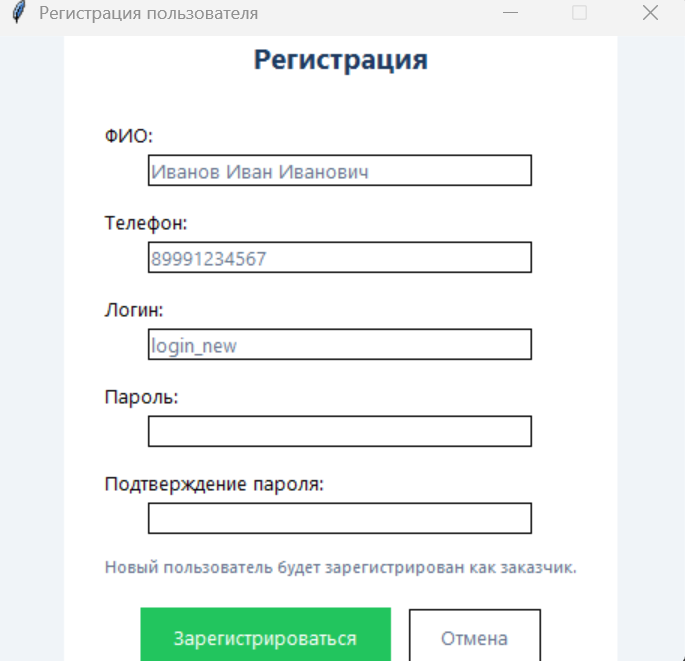 Регистрация пользователя
Регистрация
ФИО:
Иванов Иван Иванович
Телефон:
89991234567
Логин:
login_new
Пароль:
Подтверждение пароля:
Новый пользователь будет зарегистрирован как заказчик.
Зарегистрироваться
Отмена